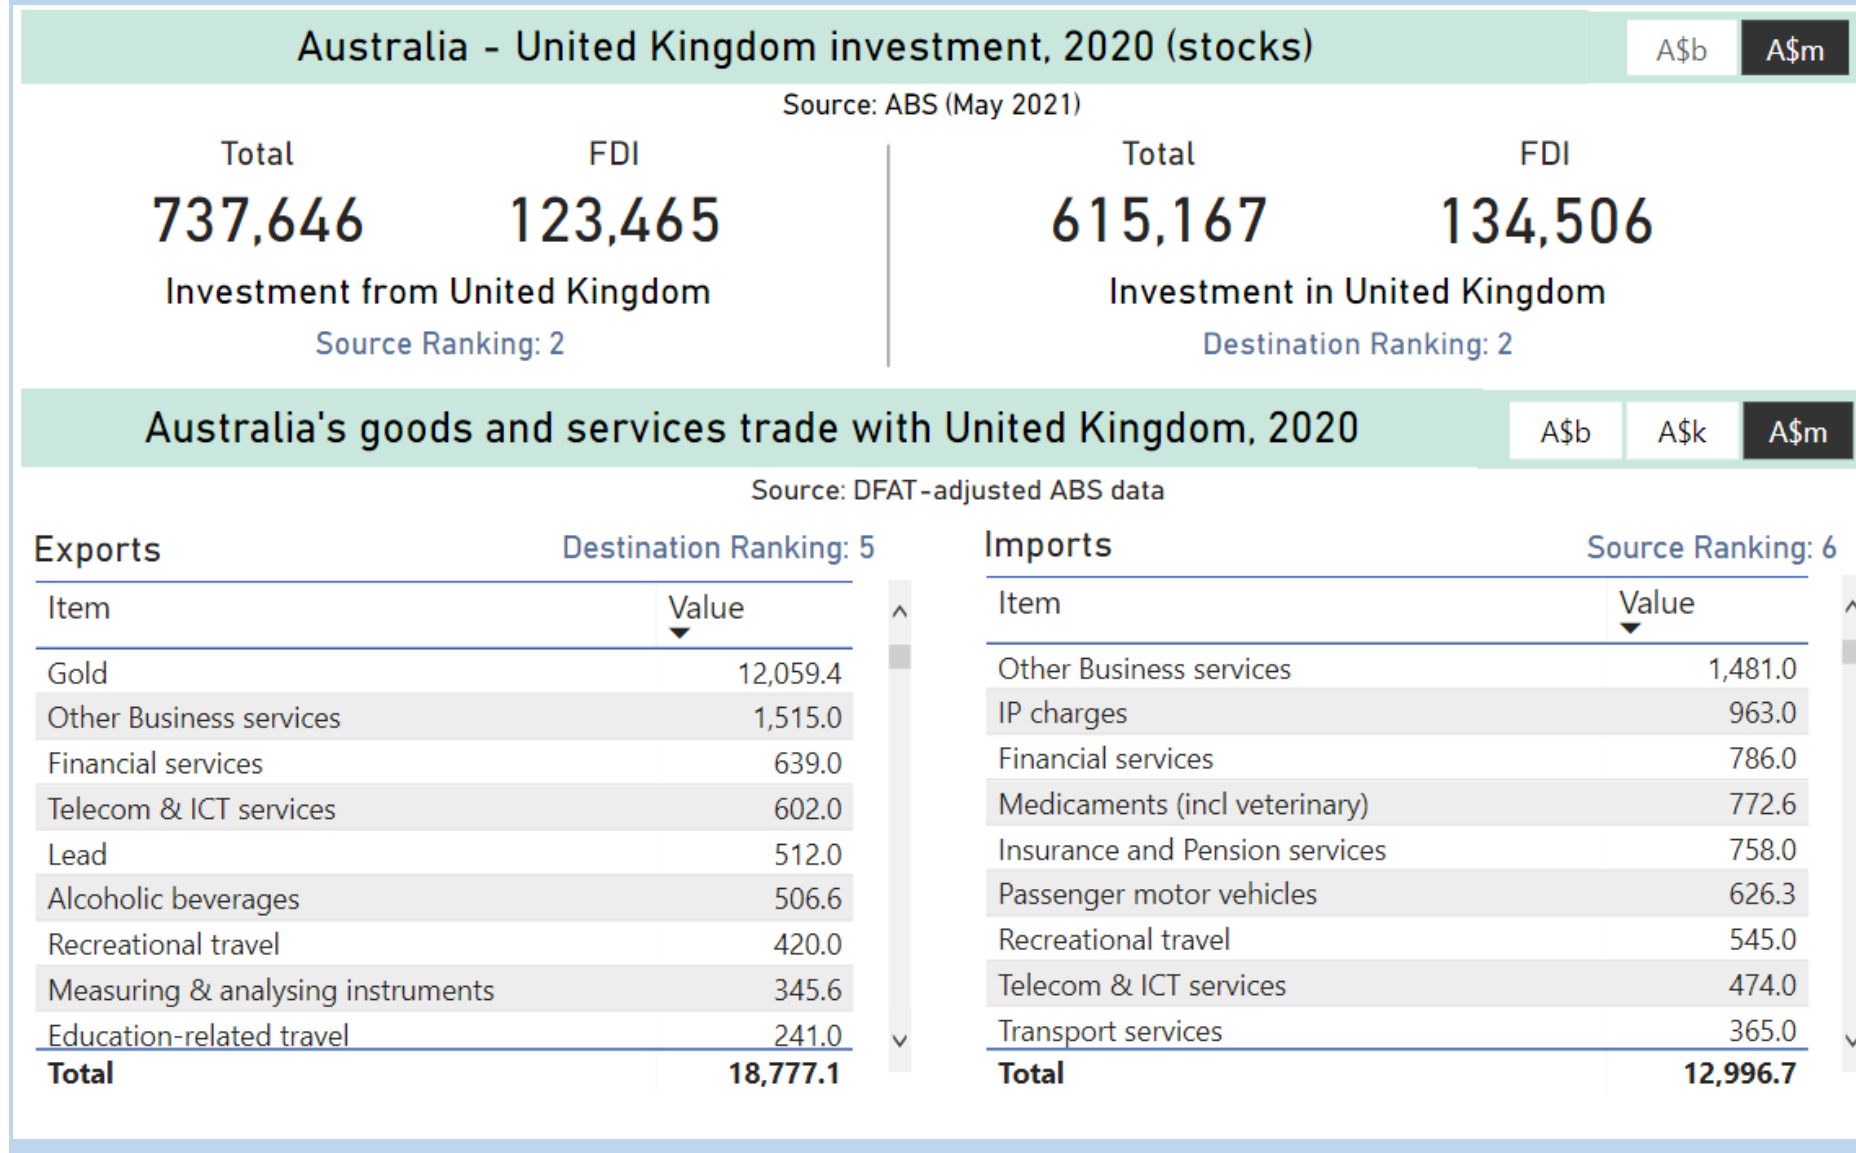 Australia - United Kingdom investment, 2020 (stocks)
A$b A$m
Source: ABS (May 2021)
Total FDI Total FDI
737,646 123,465 615,167 134,506
Investment from United Kingdom Investment in United Kingdom
Source Ranking: 2 Destination Ranking: 2
Australia's goods and services trade with United Kingdom, 2020
A$b A$k A$m
Source: DFAT-adjusted ABS data
Exports Destination Ranking: 5
Item Value
Gold 12,059.4
Other Business services 1,515.0
Financial services 639.0
Telecom & ICT services 602.0
Lead 512.0
Alcoholic beverages 506.6
Recreational travel 420.0
Measuring & analysing instruments 345.6
Education-related travel 241.0
Total 18,777.1
Imports Source Ranking: 6
Item Value
Other Business services 1,481.0
IP charges 963.0
Financial services 786.0
Medicaments (incl veterinary) 772.6
Insurance and Pension services 758.0
Passenger motor vehicles 626.3
Recreational travel 545.0
Telecom & ICT services 474.0
Transport services 365.0
Total 12,996.7